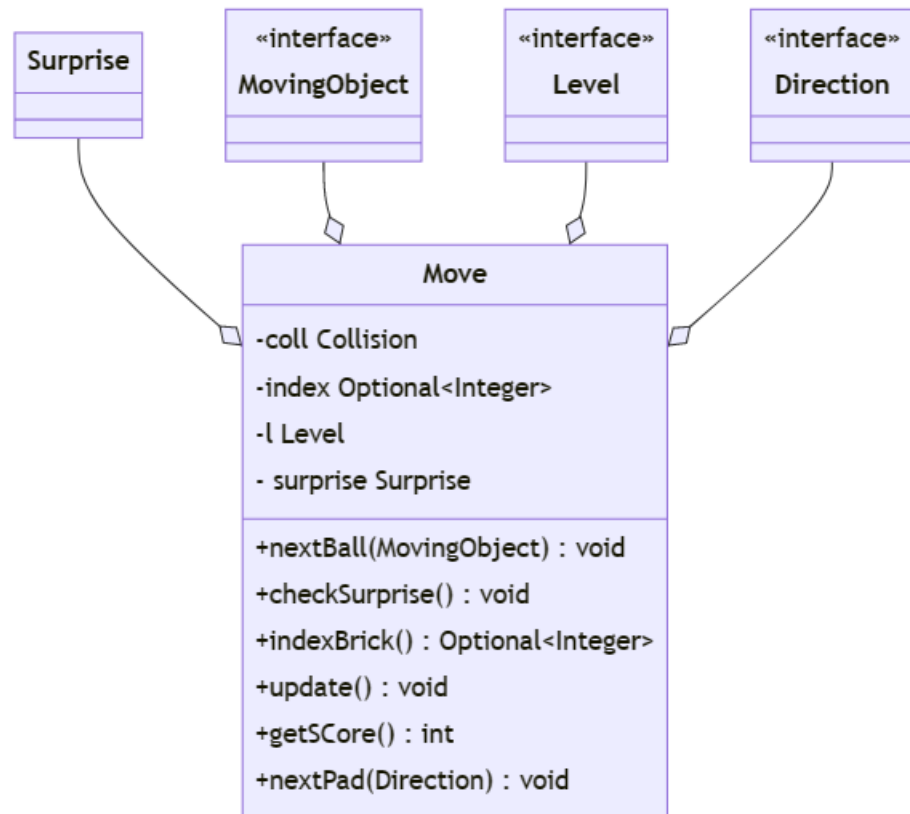 Surprise
«interface»
MovingObject
«interface»
Level
«interface»
Direction
Move
-coll Collision
-index Optional<Integer>
-l Level
- surprise Surprise
+nextBall(MovingObject) : void
+checkSurprise() : void
+indexBrick() : Optional<Integer>
+update() : void
+getSCore() : int
+nextPad(Direction) : void